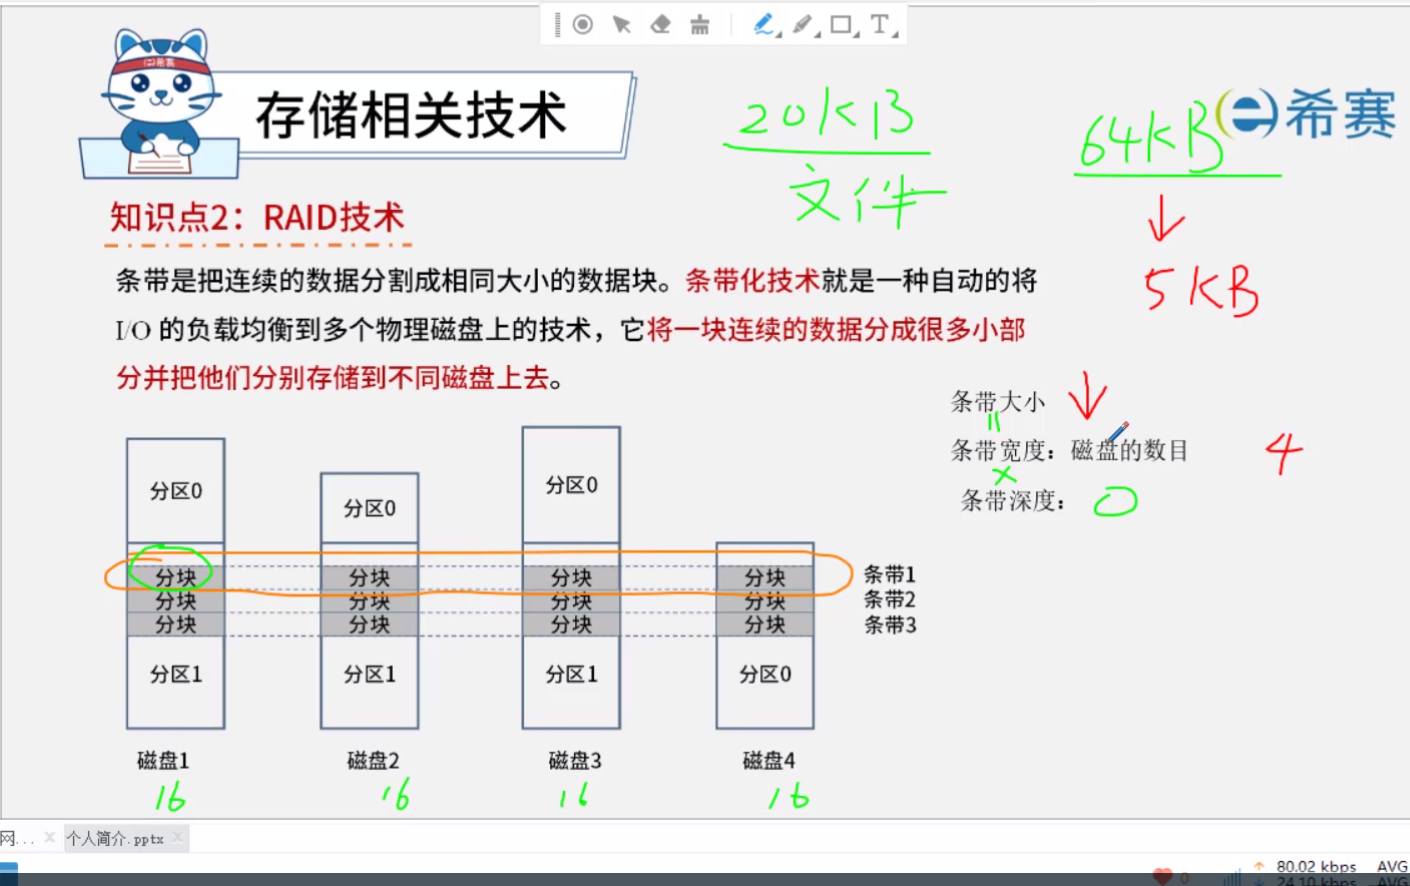 希赛
存储相关技术
20KB
文件
64KB
希赛
5KB
知识点2：RAID技术
条带是把连续的数据分割成相同大小的数据块。条带化技术就是一种自动的将
I/O 的负载均衡到多个物理磁盘上的技术，它将一块连续的数据分成很多小部
分并把他们分别存储到不同磁盘上去。
条带大小
条带宽度：磁盘的数目
4
条带深度：
分区0
分区0
分区0
分块 分块 分块 分块 条带1
分块 分块 分块 分块 条带2
分块 分块 分块 分块 条带3
分区1 分区1 分区1 分区0
磁盘1 磁盘2 磁盘3 磁盘4
16 16 16 16
网... 个人简介.pptx
0
80.02 kbps AVG
24.10 kbps AVG